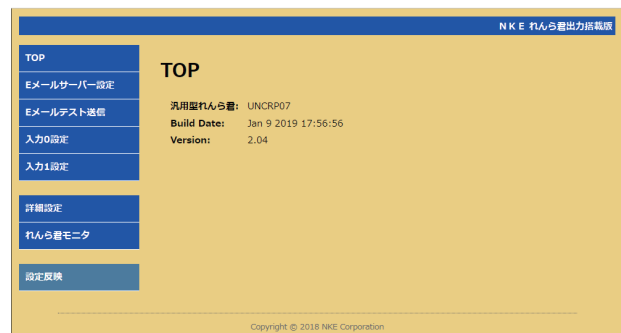 NKE れんら君出力搭載版
TOP
Eメールサーバー設定
Eメールテスト送信
入力0設定
入力1設定
詳細設定
れんら君モニタ
設定反映
TOP
汎用型れんら君: UNCRP07
Build Date: Jan 9 2019 17:56:56
Version: 2.04
Copyright © 2018 NKE Corporation